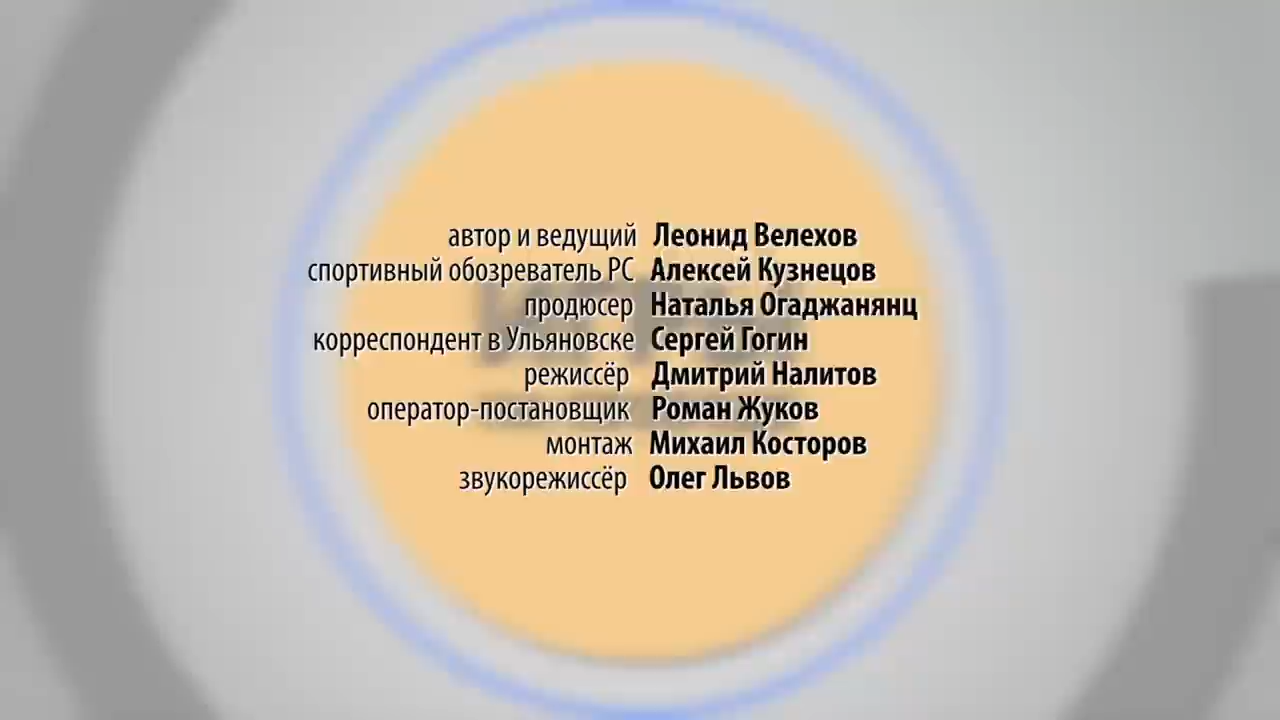 автор и ведущий Леонид Велехов
спортивный обозреватель РС Алексей Кузнецов
продюсер Наталья Огаджанянц
корреспондент в Ульяновске Сергей Гогин
режиссёр Дмитрий Налитов
оператор-постановщик Роман Жуков
монтаж Михаил Косторов
звукорежиссёр Олег Львов